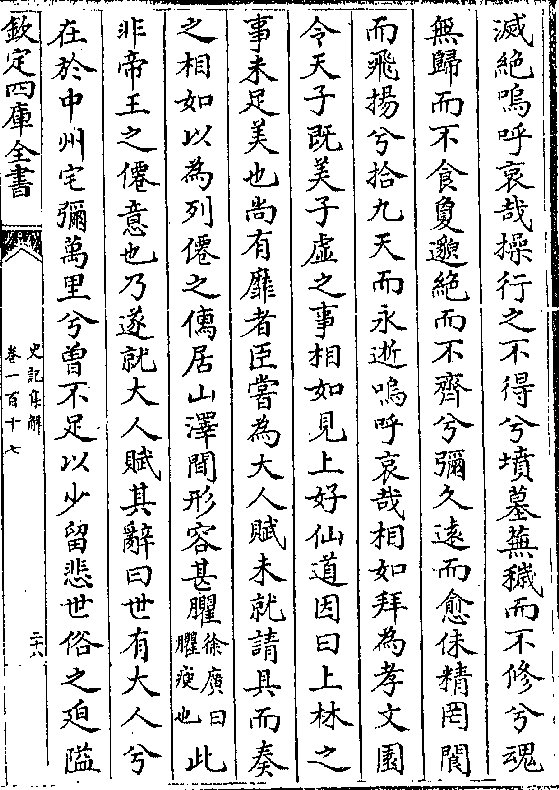 滅絶嗚呼哀哉操行之不得兮墳墓蕪穢而不修兮魂
無歸而不食敻邈絶而不齊兮彌久逺而愈佅精罔閬
而飛揚兮拾九天而永逝嗚呼哀哉相如拜為孝文園
令天子既美子虚之事相如見上好仙道因曰上林之
事未足美也尚有靡者臣嘗為大人賦未就請具而奏
之相如以為列僊之儔居山澤間形容甚臞徐廣曰臞瘦也此
非帝王之僊意也乃遂就大人賦其辭曰世有大人兮
在於中州宅彌萬里兮曾不足以少留悲世俗之廹隘
欽定四庫全書
史記集解
卷一百十七
二十八